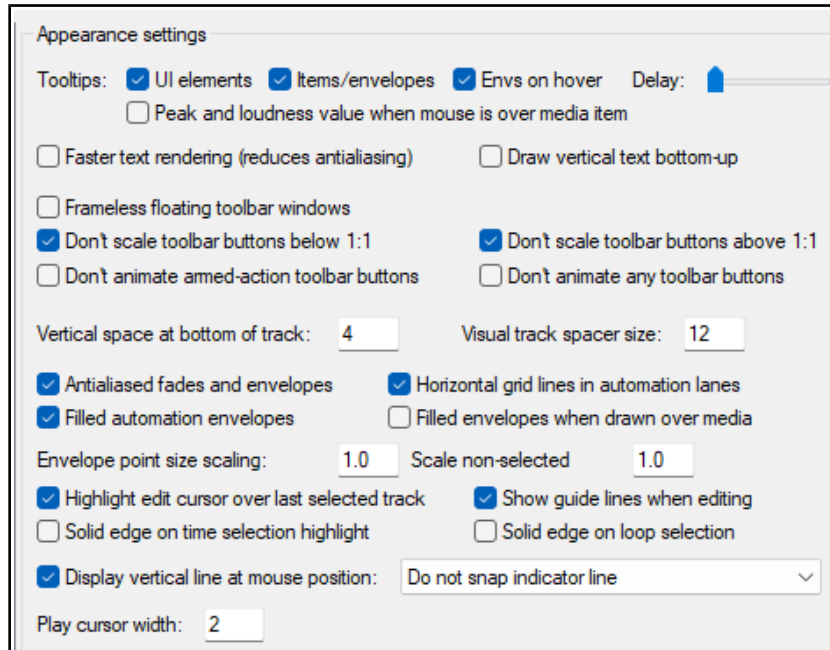 Appearance settings
Tooltips: UI elements Items/envelopes Envs on hover Delay:
Peak and loudness value when mouse is over media item
Faster text rendering (reduces antialiasing) Draw vertical text bottom-up
Frameless floating toolbar windows
Don't scale toolbar buttons below 1:1 Don't scale toolbar buttons above 1:1
Don't animate armed-action toolbar buttons Don't animate any toolbar buttons
Vertical space at bottom of track: 4 Visual track spacer size: 12
Antialiased fades and envelopes Horizontal grid lines in automation lanes
Filled automation envelopes Filled envelopes when drawn over media
Envelope point size scaling: 1.0 Scale non-selected 1.0
Highlight edit cursor over last selected track Show guide lines when editing
Solid edge on time selection highlight Solid edge on loop selection
Display vertical line at mouse position: Do not snap indicator line
Play cursor width: 2